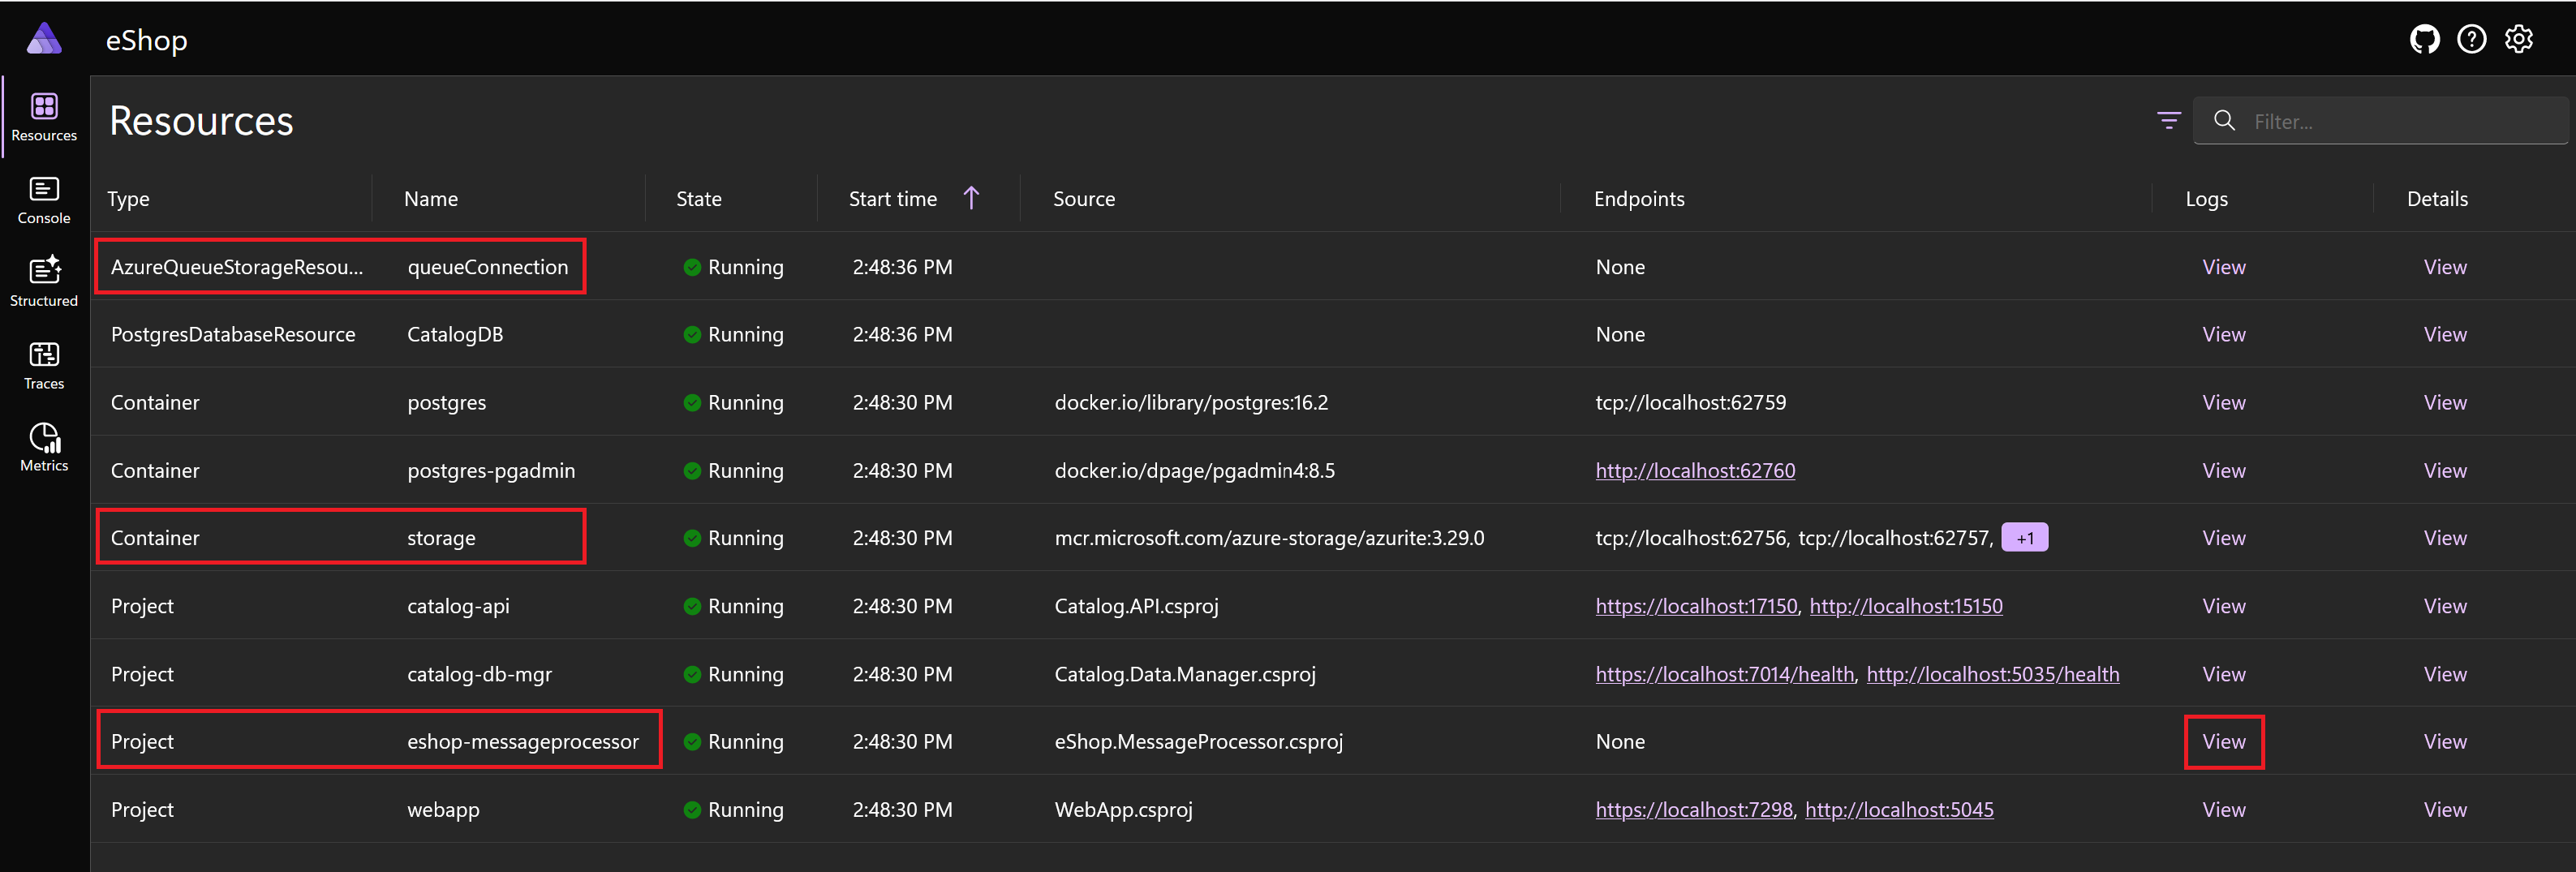 eShop
Resources
Filter...
Resources
Console
Structured
Traces
Metrics
Type Name State Start time Source Endpoints Logs Details
AzureQueueStorageResou... queueConnection Running 2:48:36 PM None View View
PostgresDatabaseResource CatalogDB Running 2:48:36 PM None View View
Container postgres Running 2:48:30 PM docker.io/library/postgres:16.2 tcp://localhost:62759 View View
Container postgres-pgadmin Running 2:48:30 PM docker.io/dpage/pgadmin4:8.5 http://localhost:62760 View View
Container storage Running 2:48:30 PM mcr.microsoft.com/azure-storage/azurite:3.29.0 tcp://localhost:62756, tcp://localhost:62757, +1 View View
Project catalog-api Running 2:48:30 PM Catalog.API.csproj https://localhost:17150, http://localhost:15150 View View
Project catalog-db-mgr Running 2:48:30 PM Catalog.Data.Manager.csproj https://localhost:7014/health, http://localhost:5035/health View View
Project eshop-messageprocessor Running 2:48:30 PM eShop.MessageProcessor.csproj None View View
Project webapp Running 2:48:30 PM WebApp.csproj https://localhost:7298, http://localhost:5045 View View